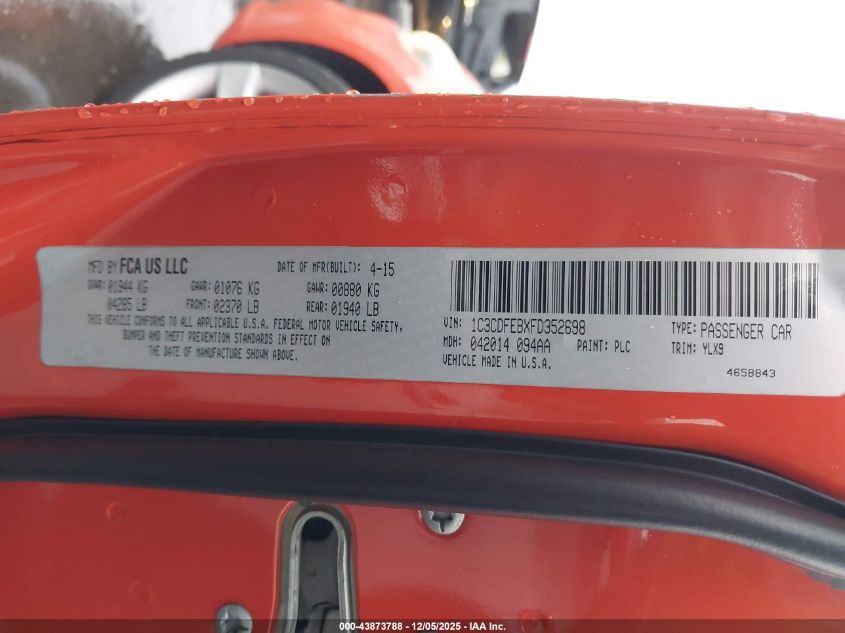 MFD BY FCA US LLC DATE OF MFR(BUILT): 4-15
GVWR: 01944 KG GAWR: 01076 KG GAWR: 00880 KG
04285 LB FRONT: 02370 LB REAR: 01940 LB
THIS VEHICLE CONFORMS TO ALL APPLICABLE U.S.A. FEDERAL MOTOR VEHICLE SAFETY,
BUMPER AND THEFT PREVENTION STANDARDS IN EFFECT ON
THE DATE OF MANUFACTURE SHOWN ABOVE.
VIN: 1C3CDFEBXFD352698 TYPE: PASSENGER CAR
MDH: 042014 094AA PAINT: PLC TRIM: YLX9
VEHICLE MADE IN U.S.A.
4658843
000-43873788 - 12/05/2025 - IAA Inc.